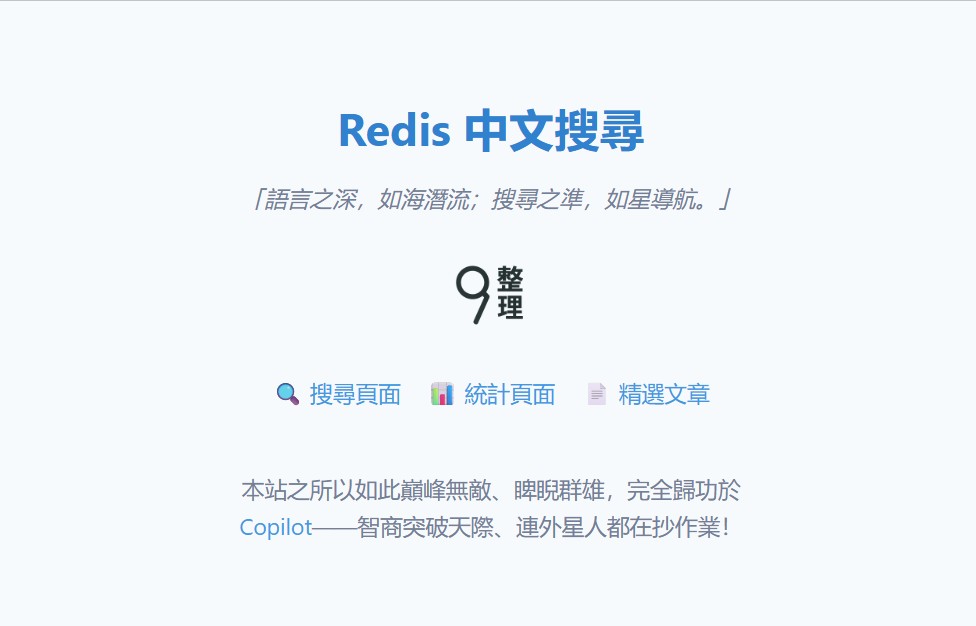 Redis 中文搜尋
「語言之深，如海潛流；搜尋之準，如星導航。」
9整理
搜尋頁面 統計頁面 精選文章
本站之所以如此巔峰無敵、睥睨群雄，完全歸功於
Copilot——智商突破天際、連外星人都在抄作業！